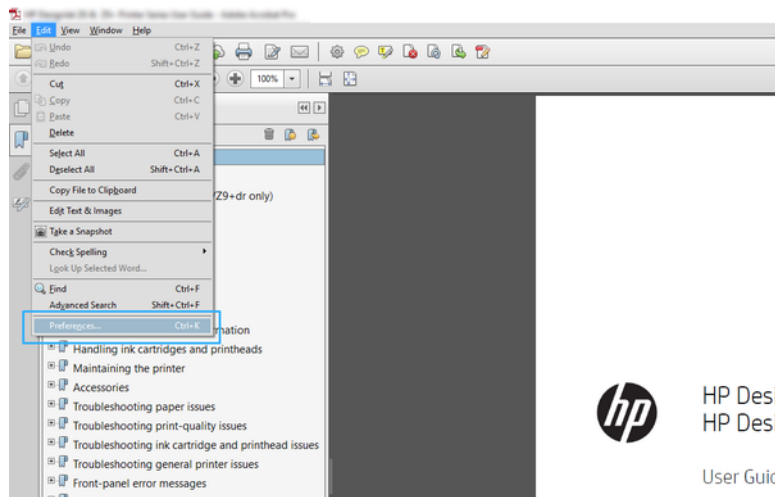 File Edit View Window Help
Undo Ctrl+Z
Redo Shift+Ctrl+Z
Cut Ctrl+X
Copy Ctrl+C
Paste Ctrl+V
Delete
Select All Ctrl+A
Deselect All Shift+Ctrl+A
Copy File to Clipboard
Edit Text & Images
Take a Snapshot
Check Spelling
Look Up Selected Word...
Find Ctrl+F
Advanced Search Shift+Ctrl+F
Preferences... Ctrl+K
100%
/Z9+dr only)
mation
Handling ink cartridges and printheads
Maintaining the printer
Accessories
Troubleshooting paper issues
Troubleshooting print-quality issues
Troubleshooting ink cartridge and printhead issues
Troubleshooting general printer issues
Front-panel error messages
hp
HP Desi
HP Desi
User Guid